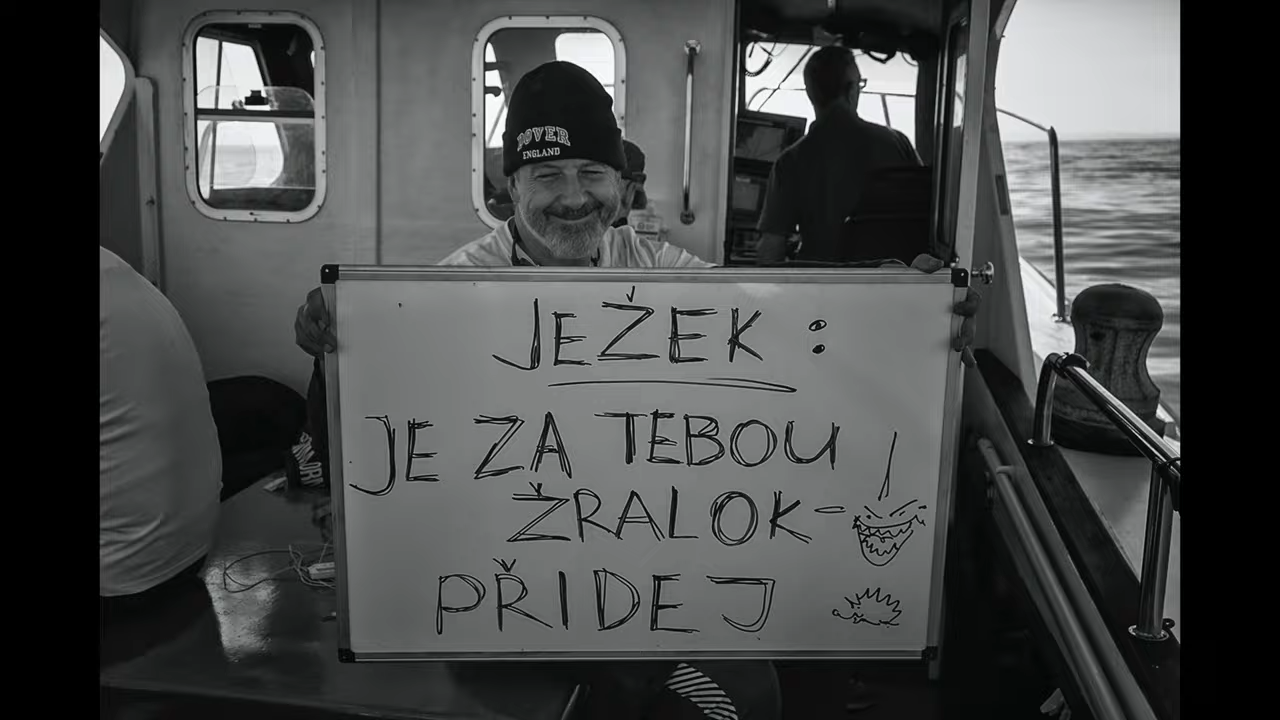 DOVER
ENGLAND
JEŽEK :
JE ZA TEBOU
ŽRALOK-
PŘIDEJ